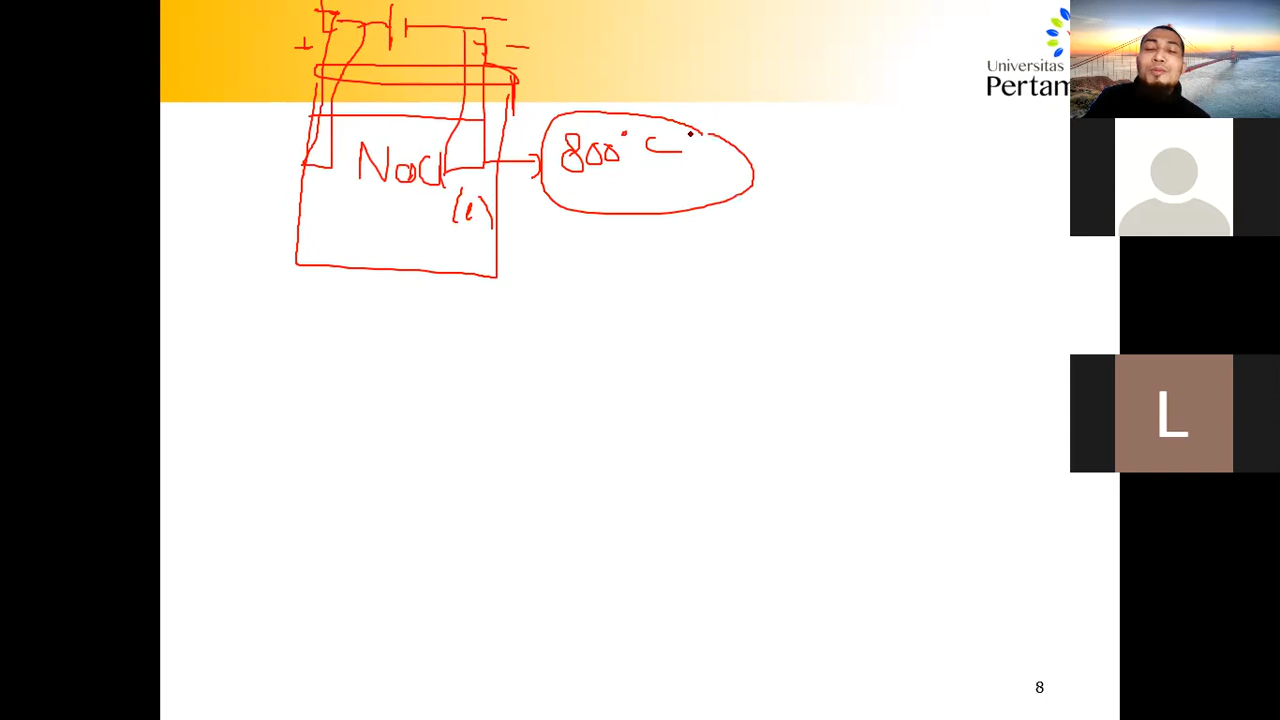 Universitas
Pertam
+
−
−
NaCl
(l)
800° C
L
8